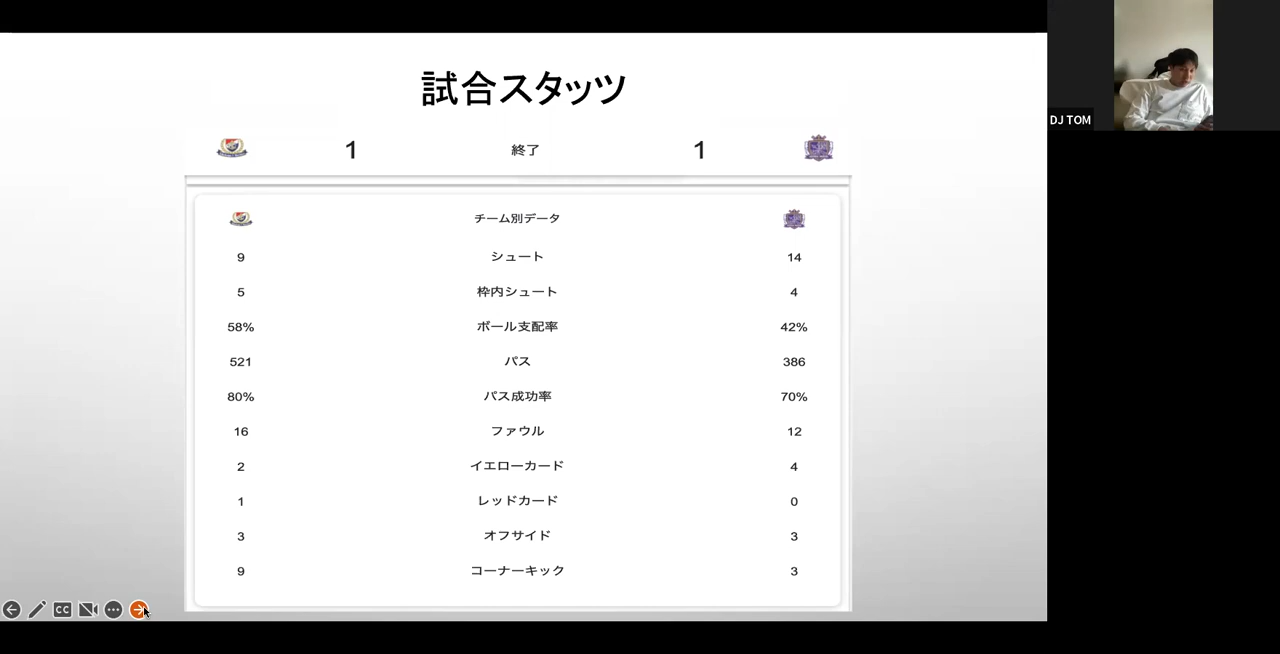 試合スタッツ
1 終了 1
チーム別データ
9 シュート 14
5 枠内シュート 4
58% ボール支配率 42%
521 パス 386
80% パス成功率 70%
16 ファウル 12
2 イエローカード 4
1 レッドカード 0
3 オフサイド 3
9 コーナーキック 3
CC
DJ TOM